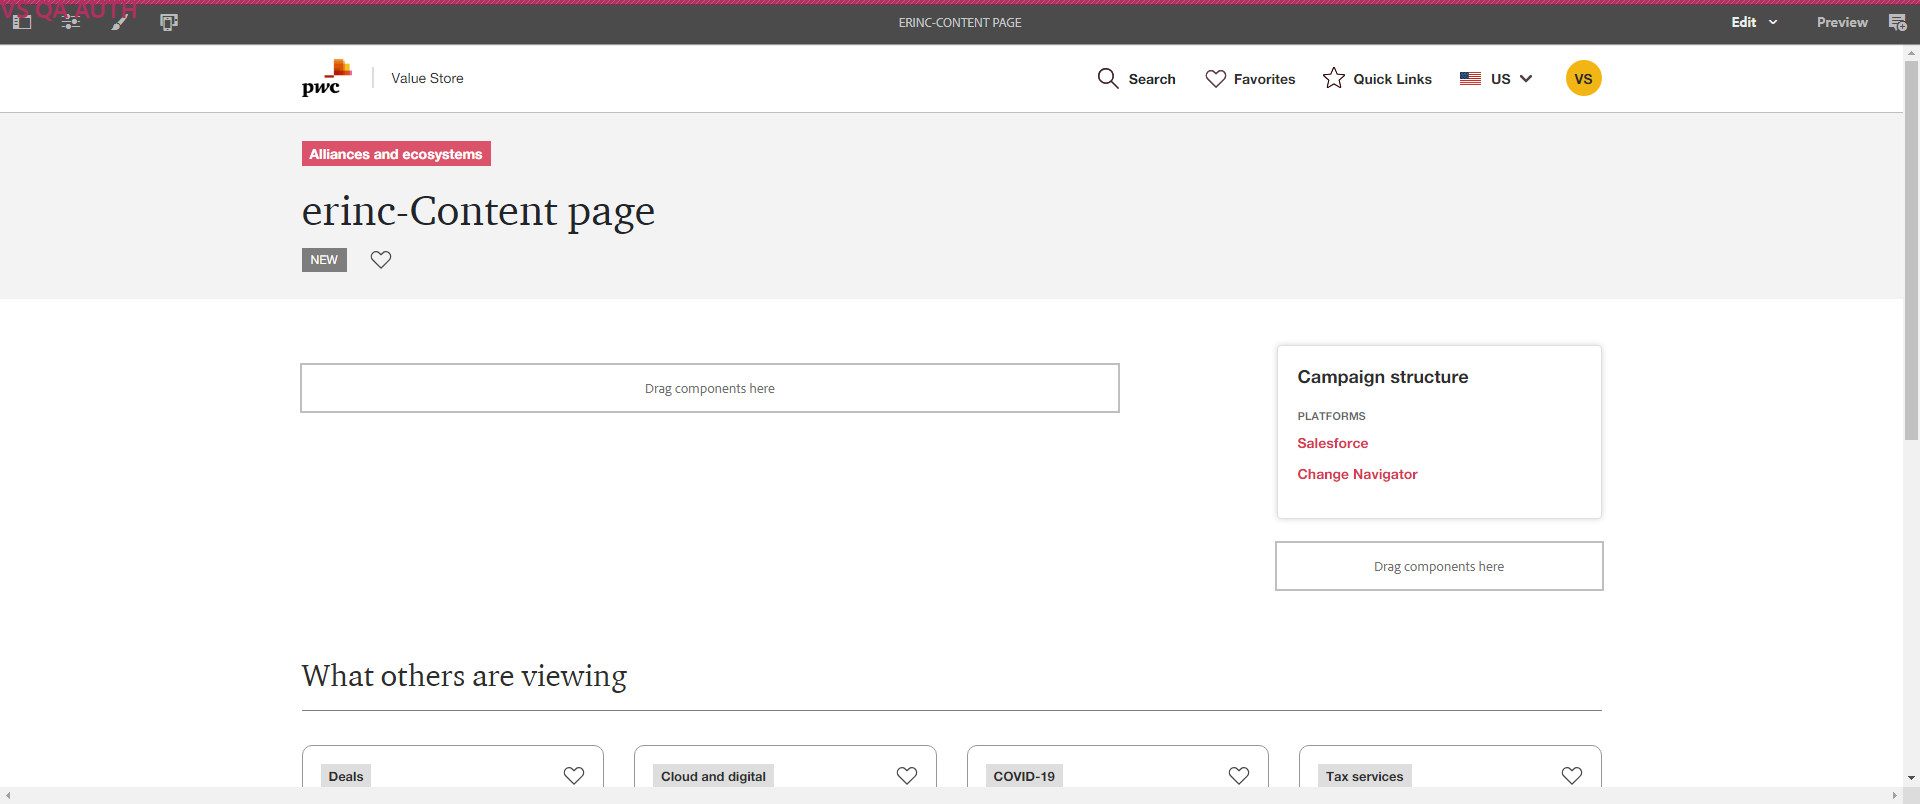 VS QA AUTH
ERINC-CONTENT PAGE
Edit
Preview
pwc
Value Store
Search
Favorites
Quick Links
US
VS
Alliances and ecosystems
erinc-Content page
NEW
Drag components here
Campaign structure
PLATFORMS
Salesforce
Change Navigator
Drag components here
What others are viewing
Deals
Cloud and digital
COVID-19
Tax services